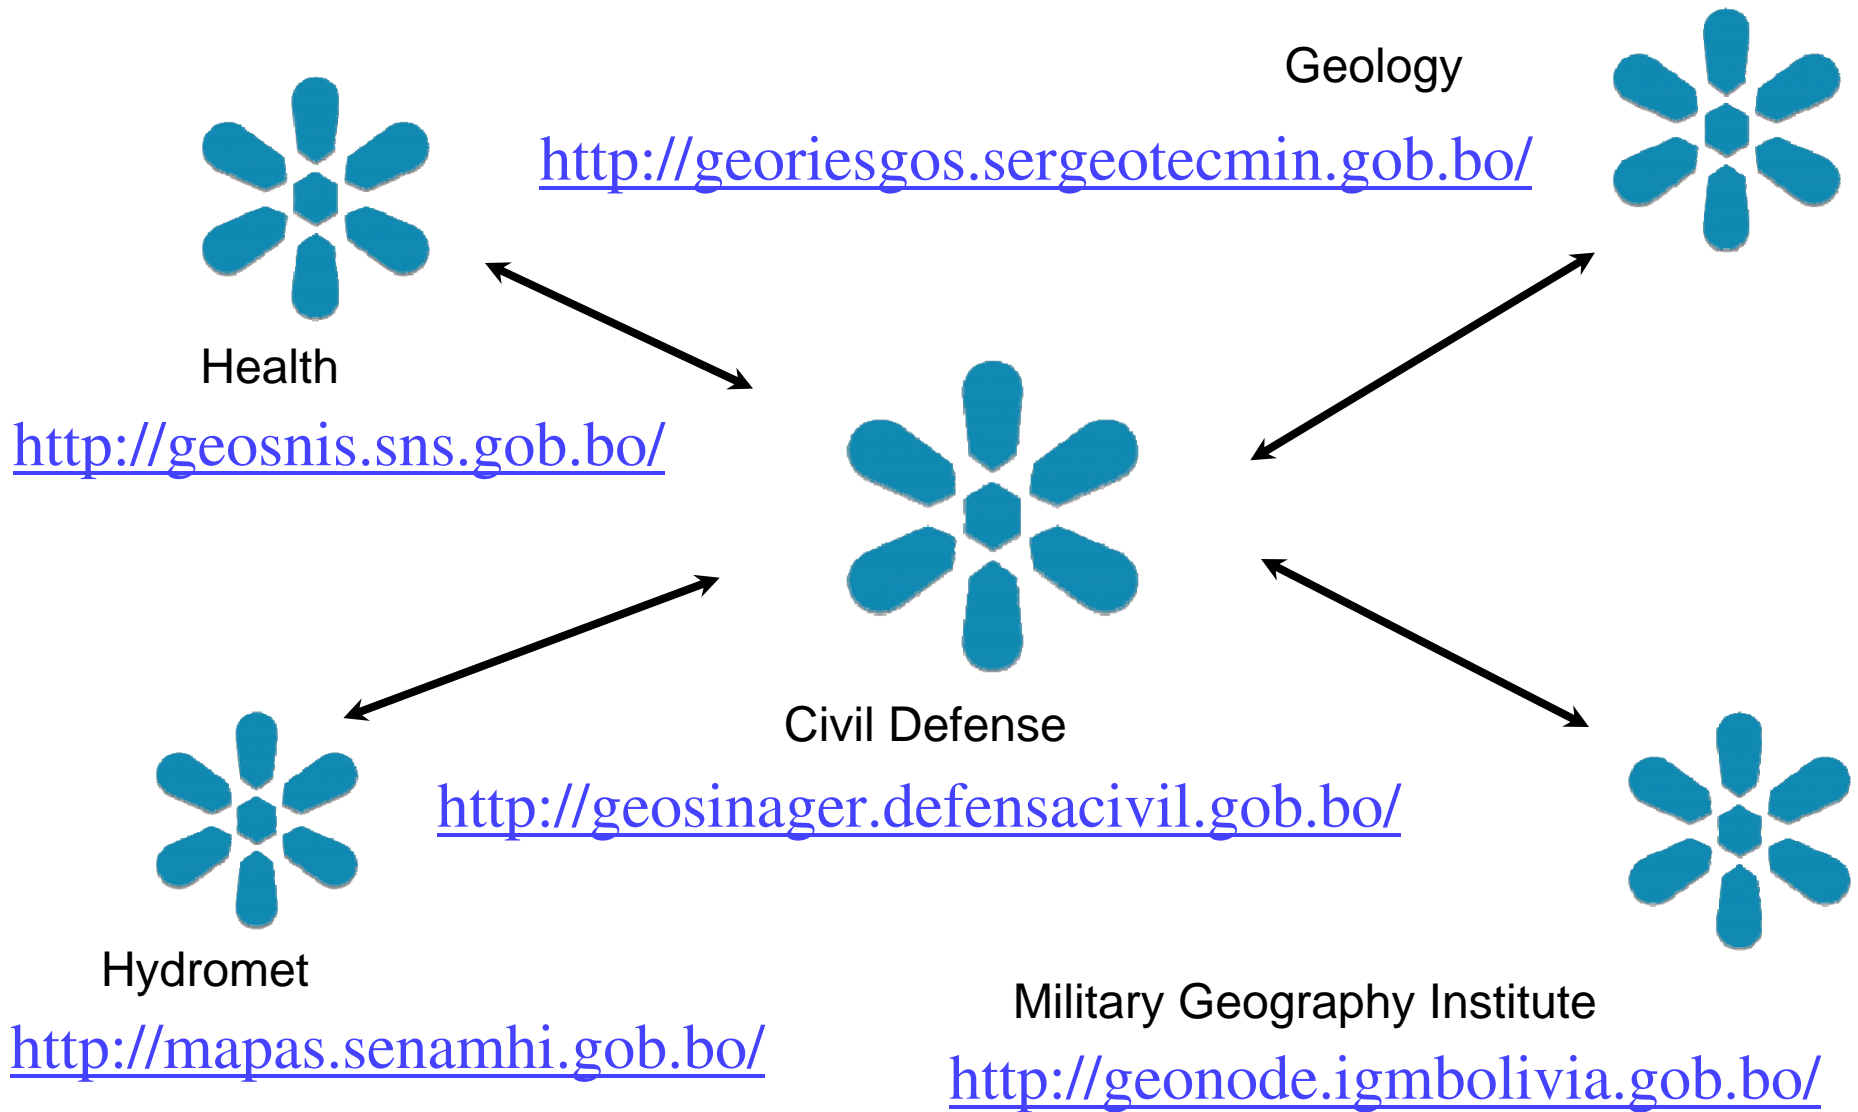 Geology
http://georiesgos.sergeotecmin.gob.bo/
Health
http://geosnis.sns.gob.bo/
Civil Defense
http://geosinager.defensacivil.gob.bo/
Hydromet
http://mapas.senamhi.gob.bo/
Military Geography Institute
http://geonode.igmbolivia.gob.bo/